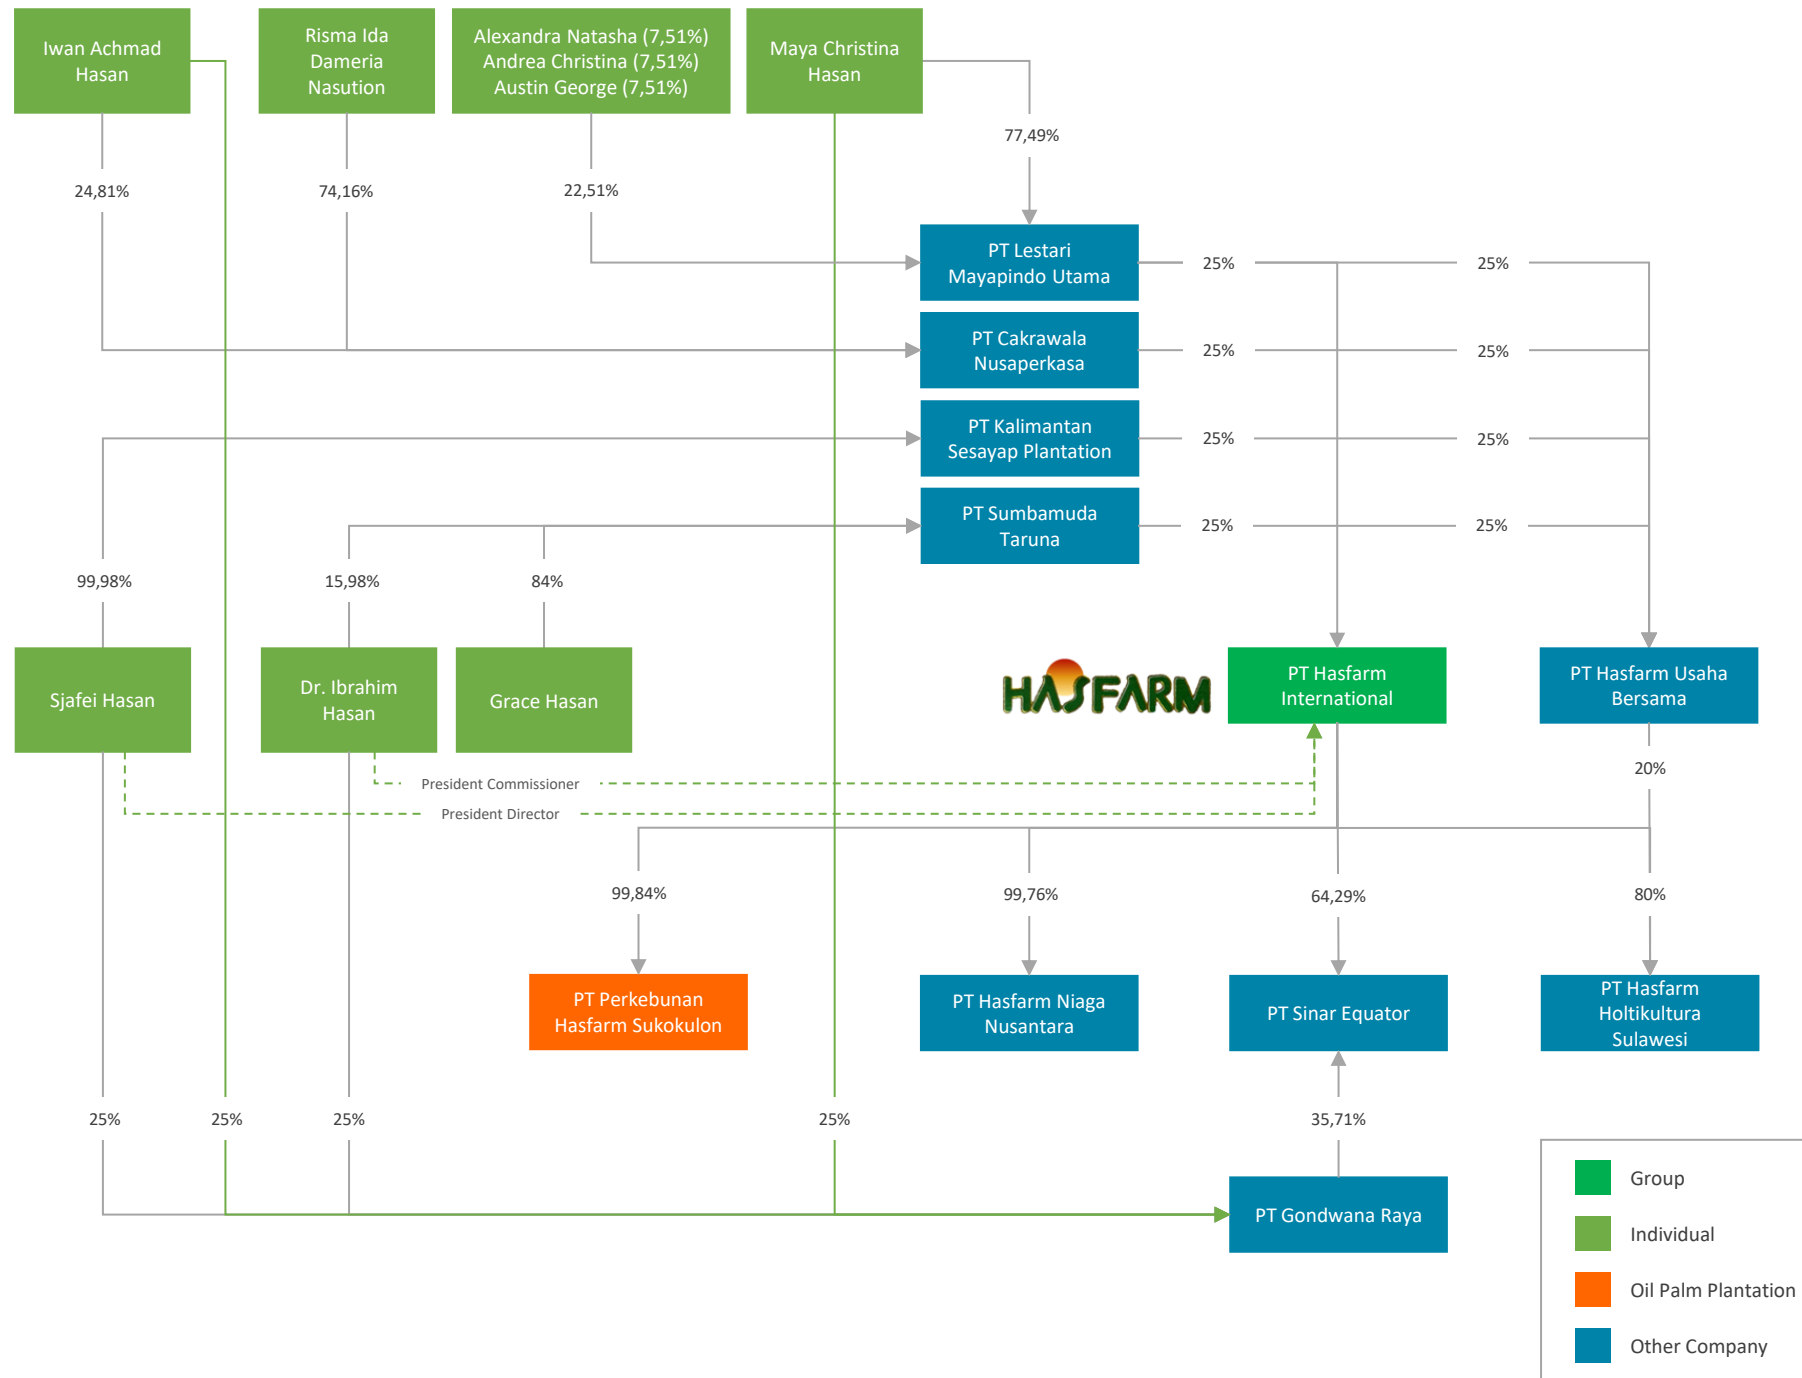 Iwan Achmad
Hasan
Risma Ida
Dameria
Nasution
Alexandra Natasha (7,51%)
Andrea Christina (7,51%)
Austin George (7,51%)
Maya Christina
Hasan
77,49%
24,81%
74,16%
22,51%
PT Lestari
Mayapindo Utama
25%
25%
PT Cakrawala
Nusaperkasa
25%
25%
PT Kalimantan
Sesayap Plantation
25%
25%
PT Sumbamuda
Taruna
25%
25%
99,98%
15,98%
84%
Sjafei Hasan
Dr. Ibrahim
Hasan
Grace Hasan
HASFARM
PT Hasfarm
International
PT Hasfarm Usaha
Bersama
President Commissioner
President Director
20%
99,84%
99,76%
64,29%
80%
PT Perkebunan
Hasfarm Sukokulon
PT Hasfarm Niaga
Nusantara
PT Sinar Equator
PT Hasfarm
Holtikultura
Sulawesi
25%
25%
25%
25%
35,71%
PT Gondwana Raya
Group
Individual
Oil Palm Plantation
Other Company